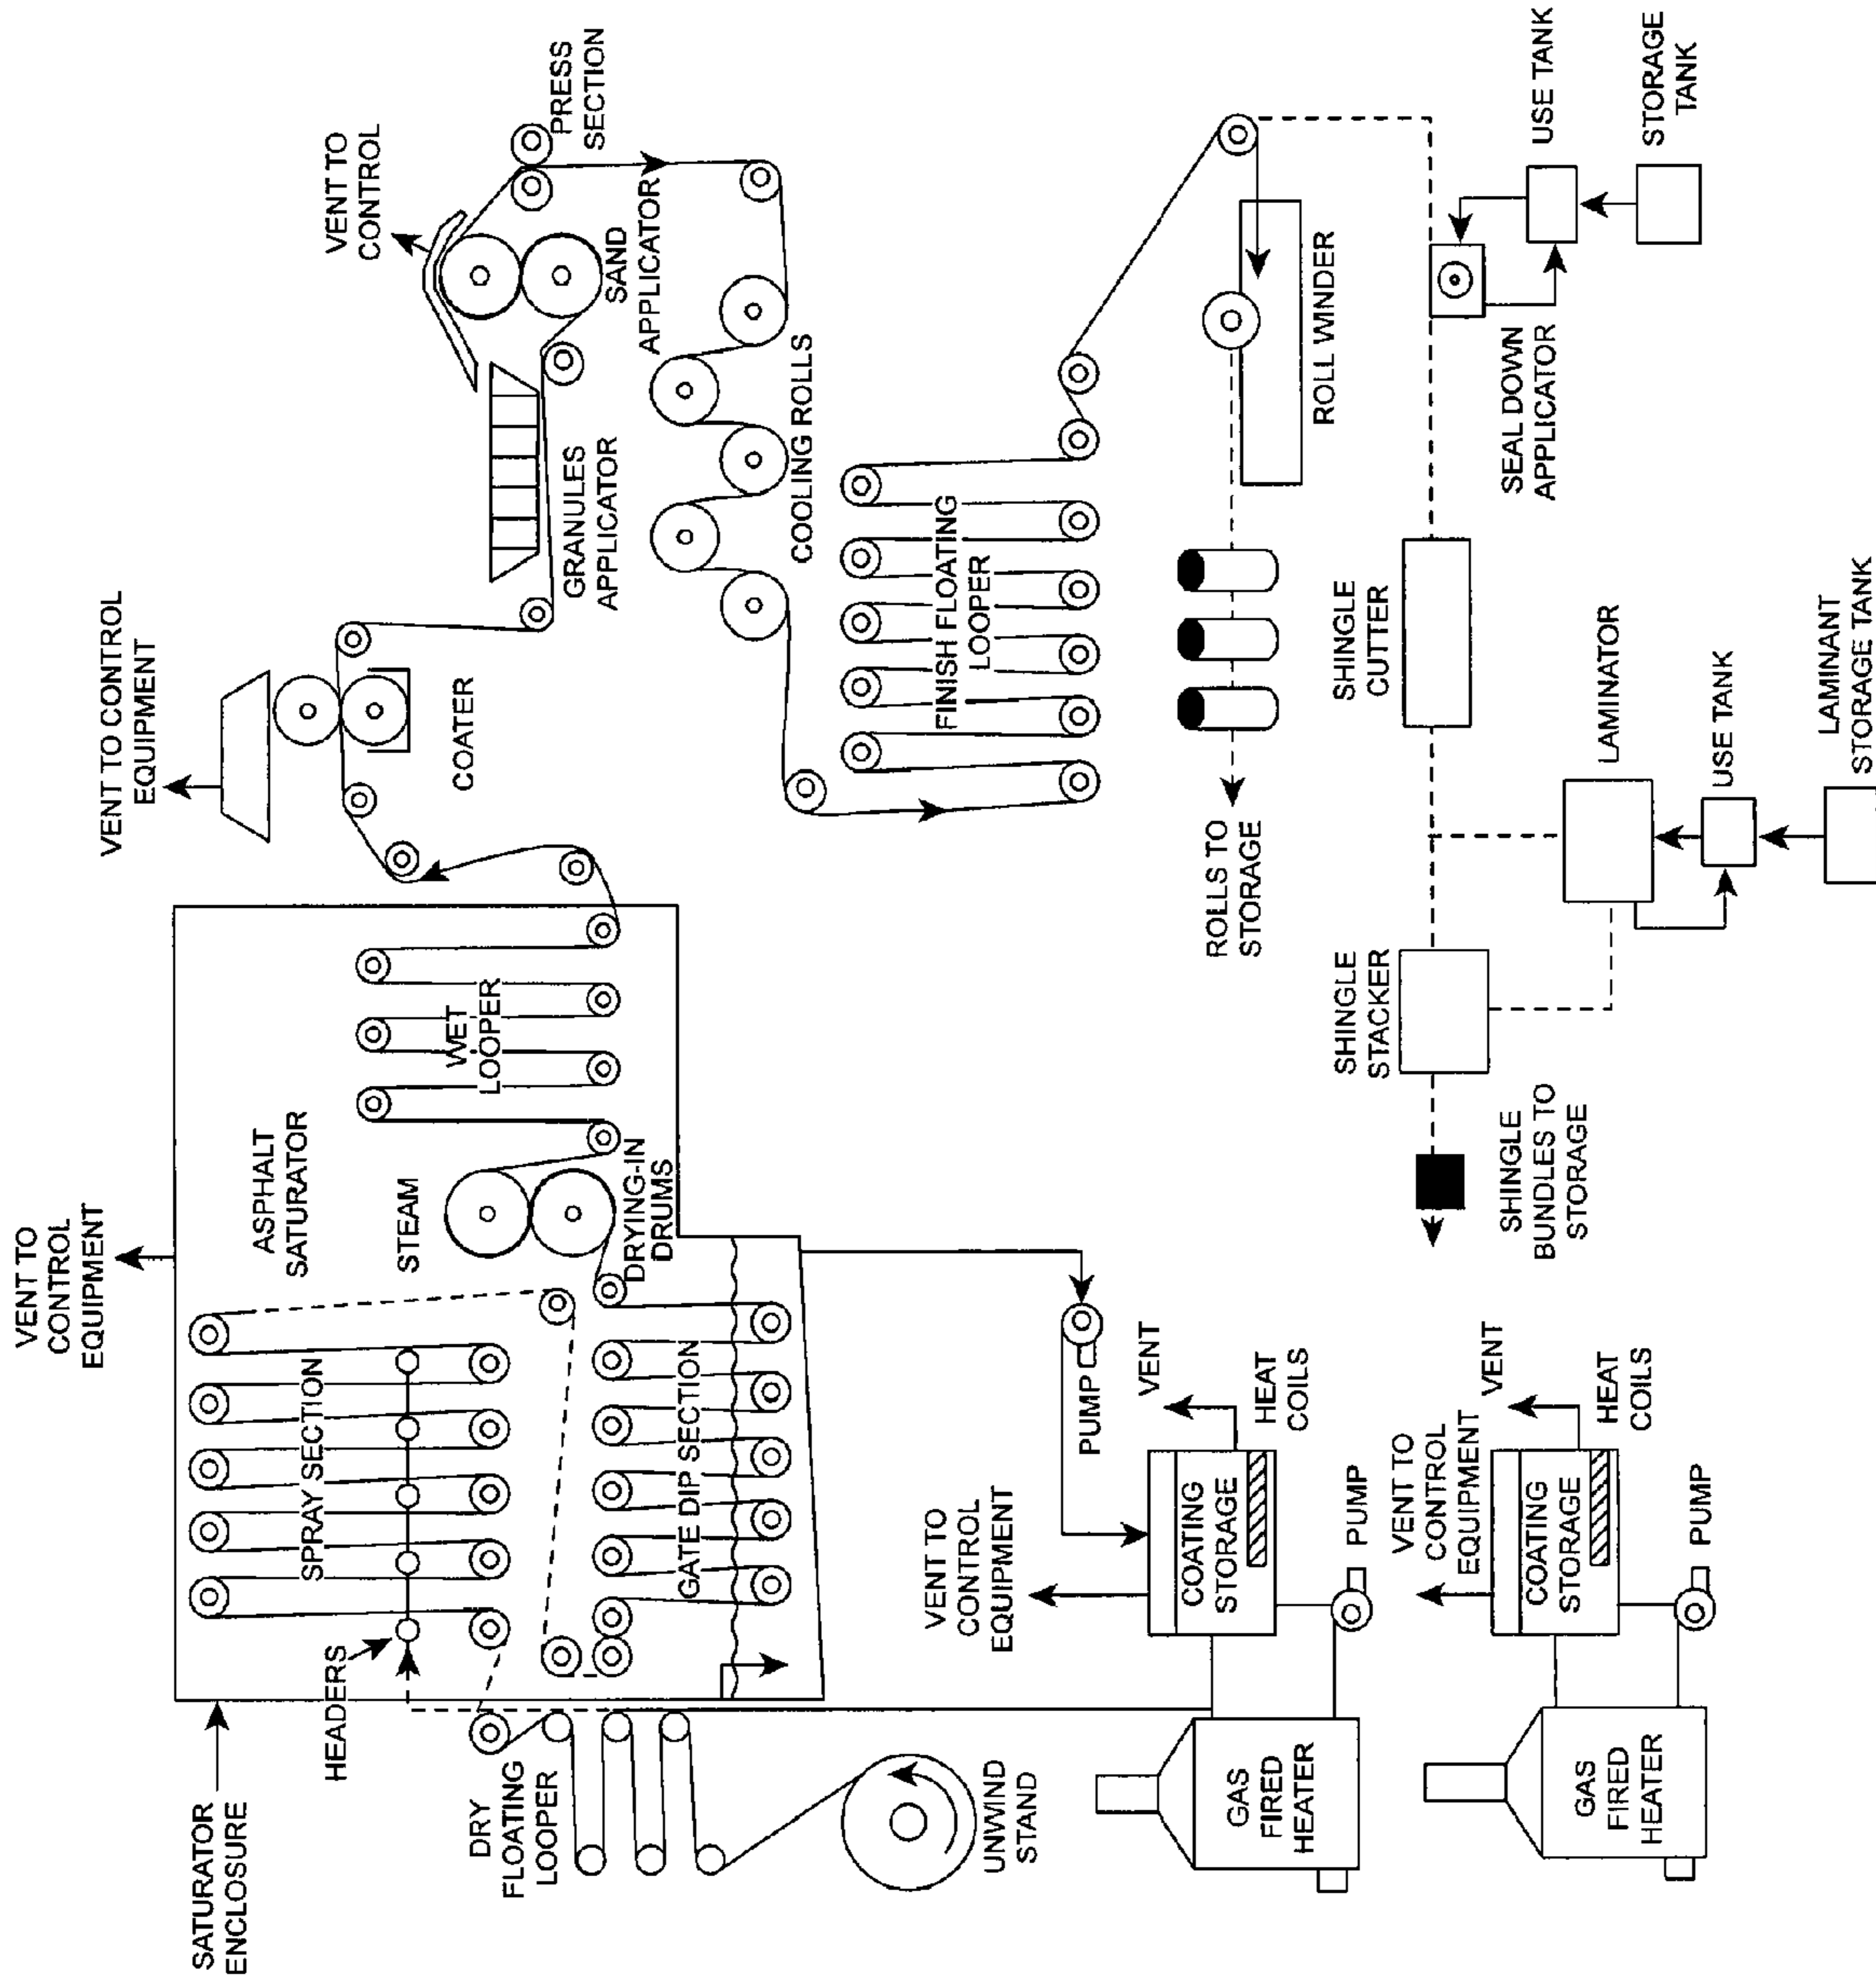 SATURATOR
ENCLOSURE
VENT TO
CONTROL
EQUIPMENT
HEADERS
SPRAY SECTION
ASPHALT
SATURATOR
STEAM
DRYING-IN
DRUMS
WET
LOOPER
GATE DIP SECTION
DRY
FLOATING
LOOPER
UNWIND
STAND
VENT TO CONTROL
EQUIPMENT
COATER
GRANULES
APPLICATOR
VENT TO
CONTROL
SAND
APPLICATOR
PRESS
SECTION
COOLING ROLLS
FINISH FLOATING
LOOPER
ROLL WINDER
ROLLS TO
STORAGE
PUMP
VENT
HEAT
COILS
COATING
STORAGE
VENT TO
CONTROL
EQUIPMENT
PUMP
GAS
FIRED
HEATER
VENT
HEAT
COILS
COATING
STORAGE
VENT TO
CONTROL
EQUIPMENT
PUMP
GAS
FIRED
HEATER
SHINGLE
BUNDLES TO
STORAGE
SHINGLE
STACKER
SHINGLE
CUTTER
SEAL DOWN
APPLICATOR
USE TANK
STORAGE
TANK
LAMINATOR
USE TANK
LAMINANT
STORAGE TANK